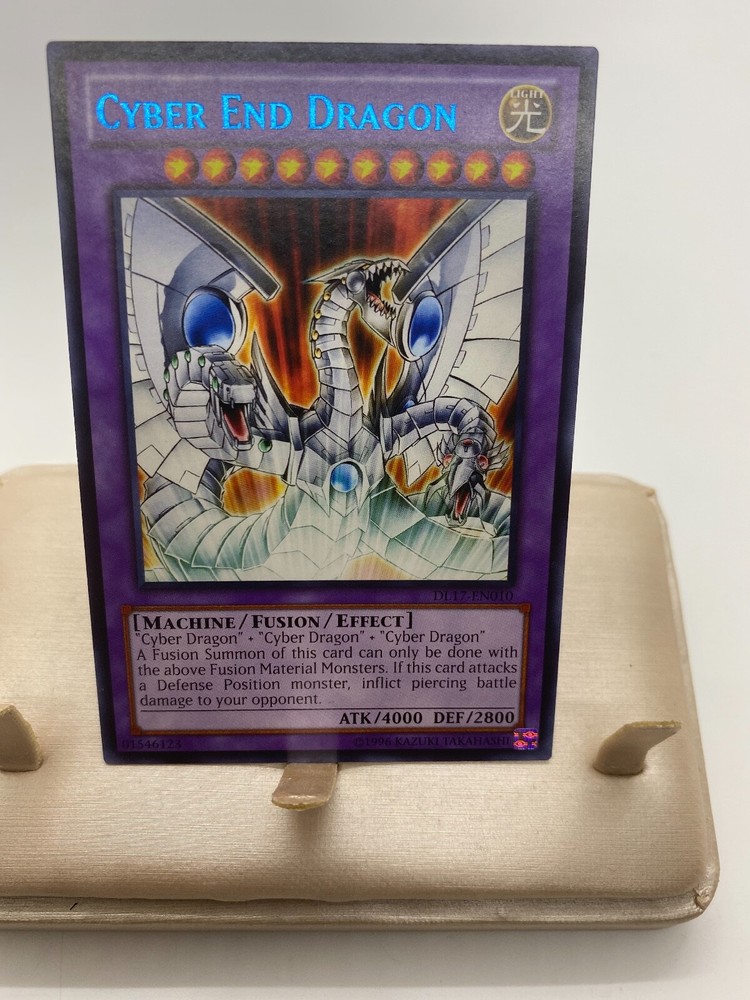 CYBER END DRAGON
LIGHT
光
DL17-EN010
[MACHINE/FUSION/EFFECT]
"Cyber Dragon" + "Cyber Dragon" + "Cyber Dragon"
A Fusion Summon of this card can only be done with
the above Fusion Material Monsters. If this card attacks
a Defense Position monster, inflict piercing battle
damage to your opponent.
ATK/4000 DEF/2800
01546123
©1996 KAZUKI TAKAHASHI